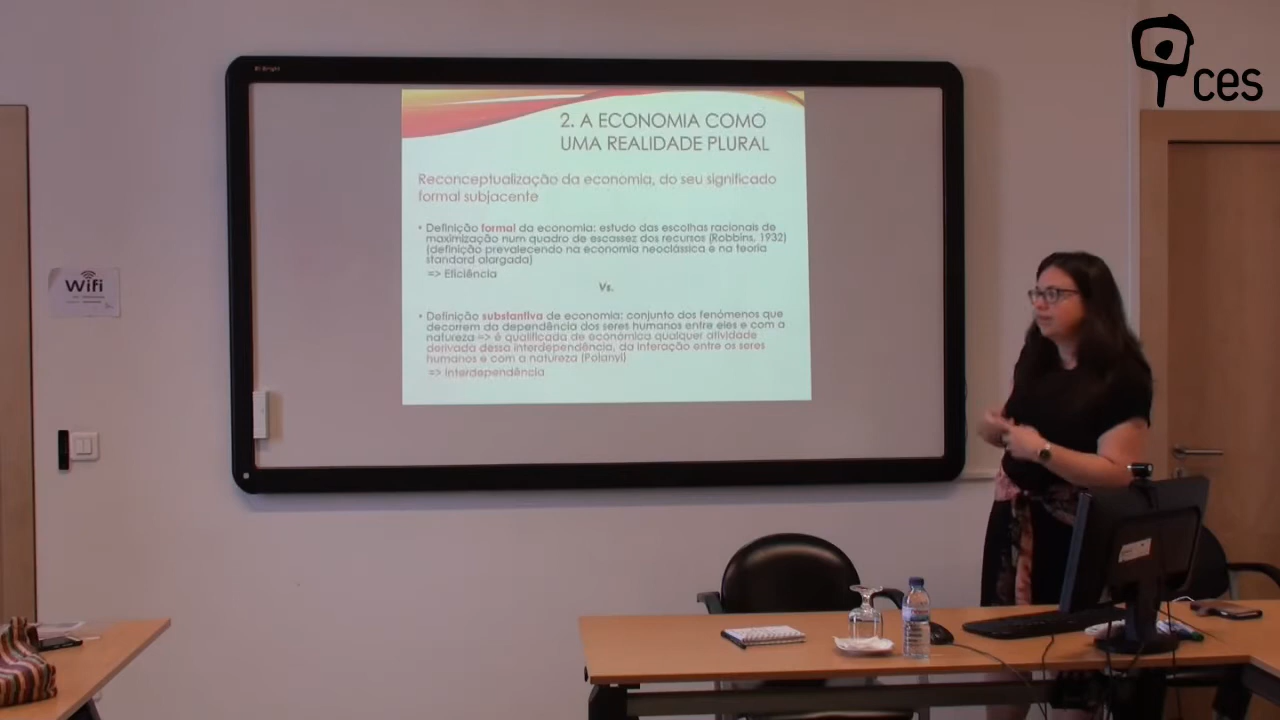 ces
2. A ECONOMIA COMO
UMA REALIDADE PLURAL
Reconceptualização da economia, do seu significado
formal subjacente
• Definição formal da economia: estudo das escolhas racionais de
maximização num quadro de escassez dos recursos (Robbins, 1932)
(definição prevalecendo na economia neoclássica e na teoria
standard alargada)
=> Eficiência
Vs.
• Definição substantiva de economia: conjunto dos fenómenos que
decorrem da dependência dos seres humanos entre eles e com a
natureza => é qualificada de económica qualquer atividade
derivada dessa interdependência, da interação entre os seres
humanos e com a natureza (Polanyi)
=> Interdependência
Wifi